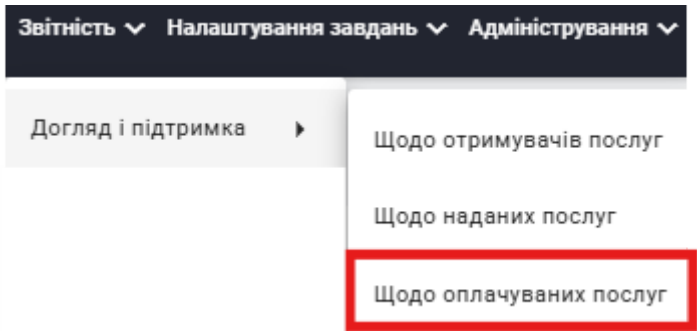 Звітність Налаштування завдань Адміністрування
Догляд і підтримка
Щодо отримувачів послуг
Щодо наданих послуг
Щодо оплачуваних послуг